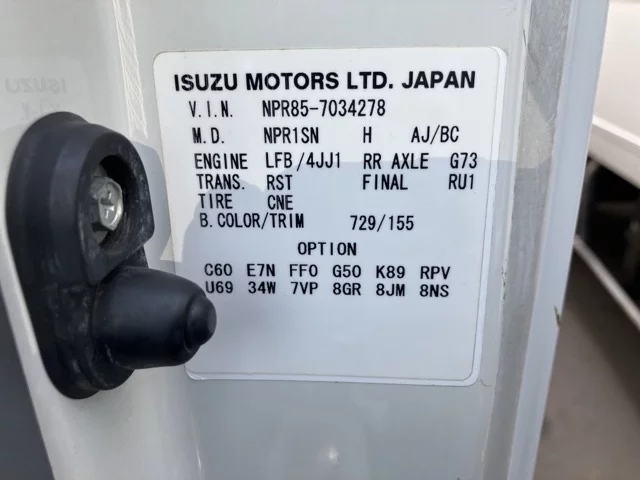 ISUZU MOTORS LTD. JAPAN
V.I.N. NPR85-7034278
M.D. NPR1SN H AJ/BC
ENGINE LFB/4JJ1 RR AXLE G73
TRANS. RST FINAL RU1
TIRE CNE
B.COLOR/TRIM 729/155
OPTION
C60 E7N FF0 G50 K89 RPV
U69 34W 7VP 8GR 8JM 8NS